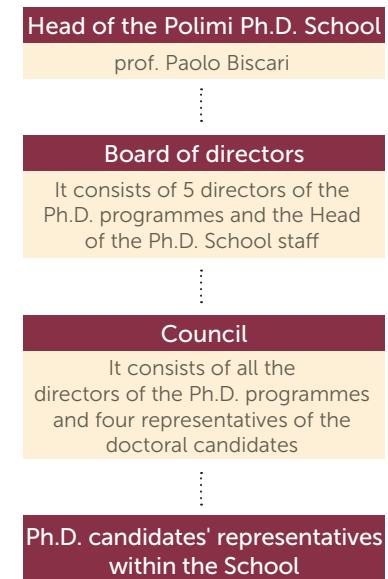 Head of the Polimi Ph.D. School
prof. Paolo Biscari
Board of directors
It consists of 5 directors of the
Ph.D. programmes and the Head
of the Ph.D. School staff
Council
It consists of all the
directors of the Ph.D. programmes
and four representatives of the
doctoral candidates
Ph.D. candidates' representatives
within the School